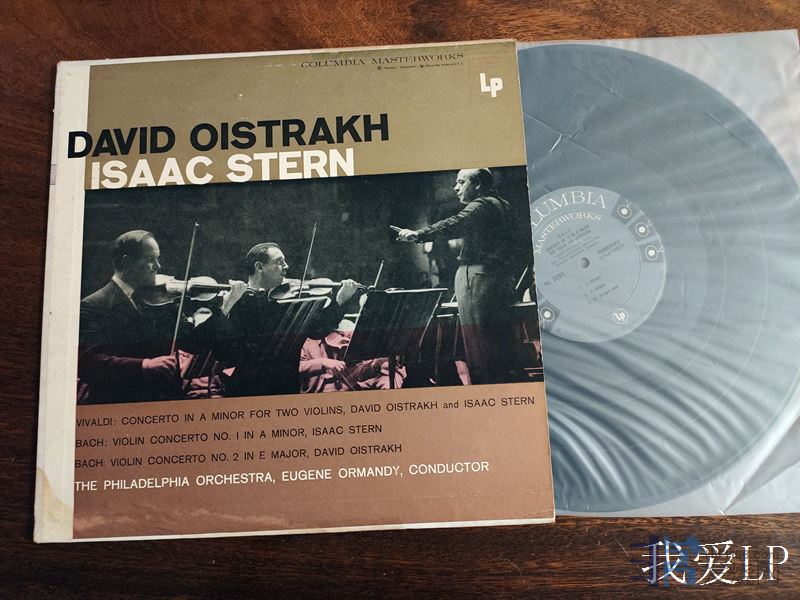 COLUMBIA MASTERWORKS
Lp
DAVID OISTRAKH
ISAAC STERN
VIVALDI: CONCERTO IN A MINOR FOR TWO VIOLINS, DAVID OISTRAKH and ISAAC STERN
BACH: VIOLIN CONCERTO NO. 1 IN A MINOR, ISAAC STERN
BACH: VIOLIN CONCERTO NO. 2 IN E MAJOR, DAVID OISTRAKH
THE PHILADELPHIA ORCHESTRA, EUGENE ORMANDY, CONDUCTOR
LUMBIA
MASTERWORKS
Lp
我爱LP